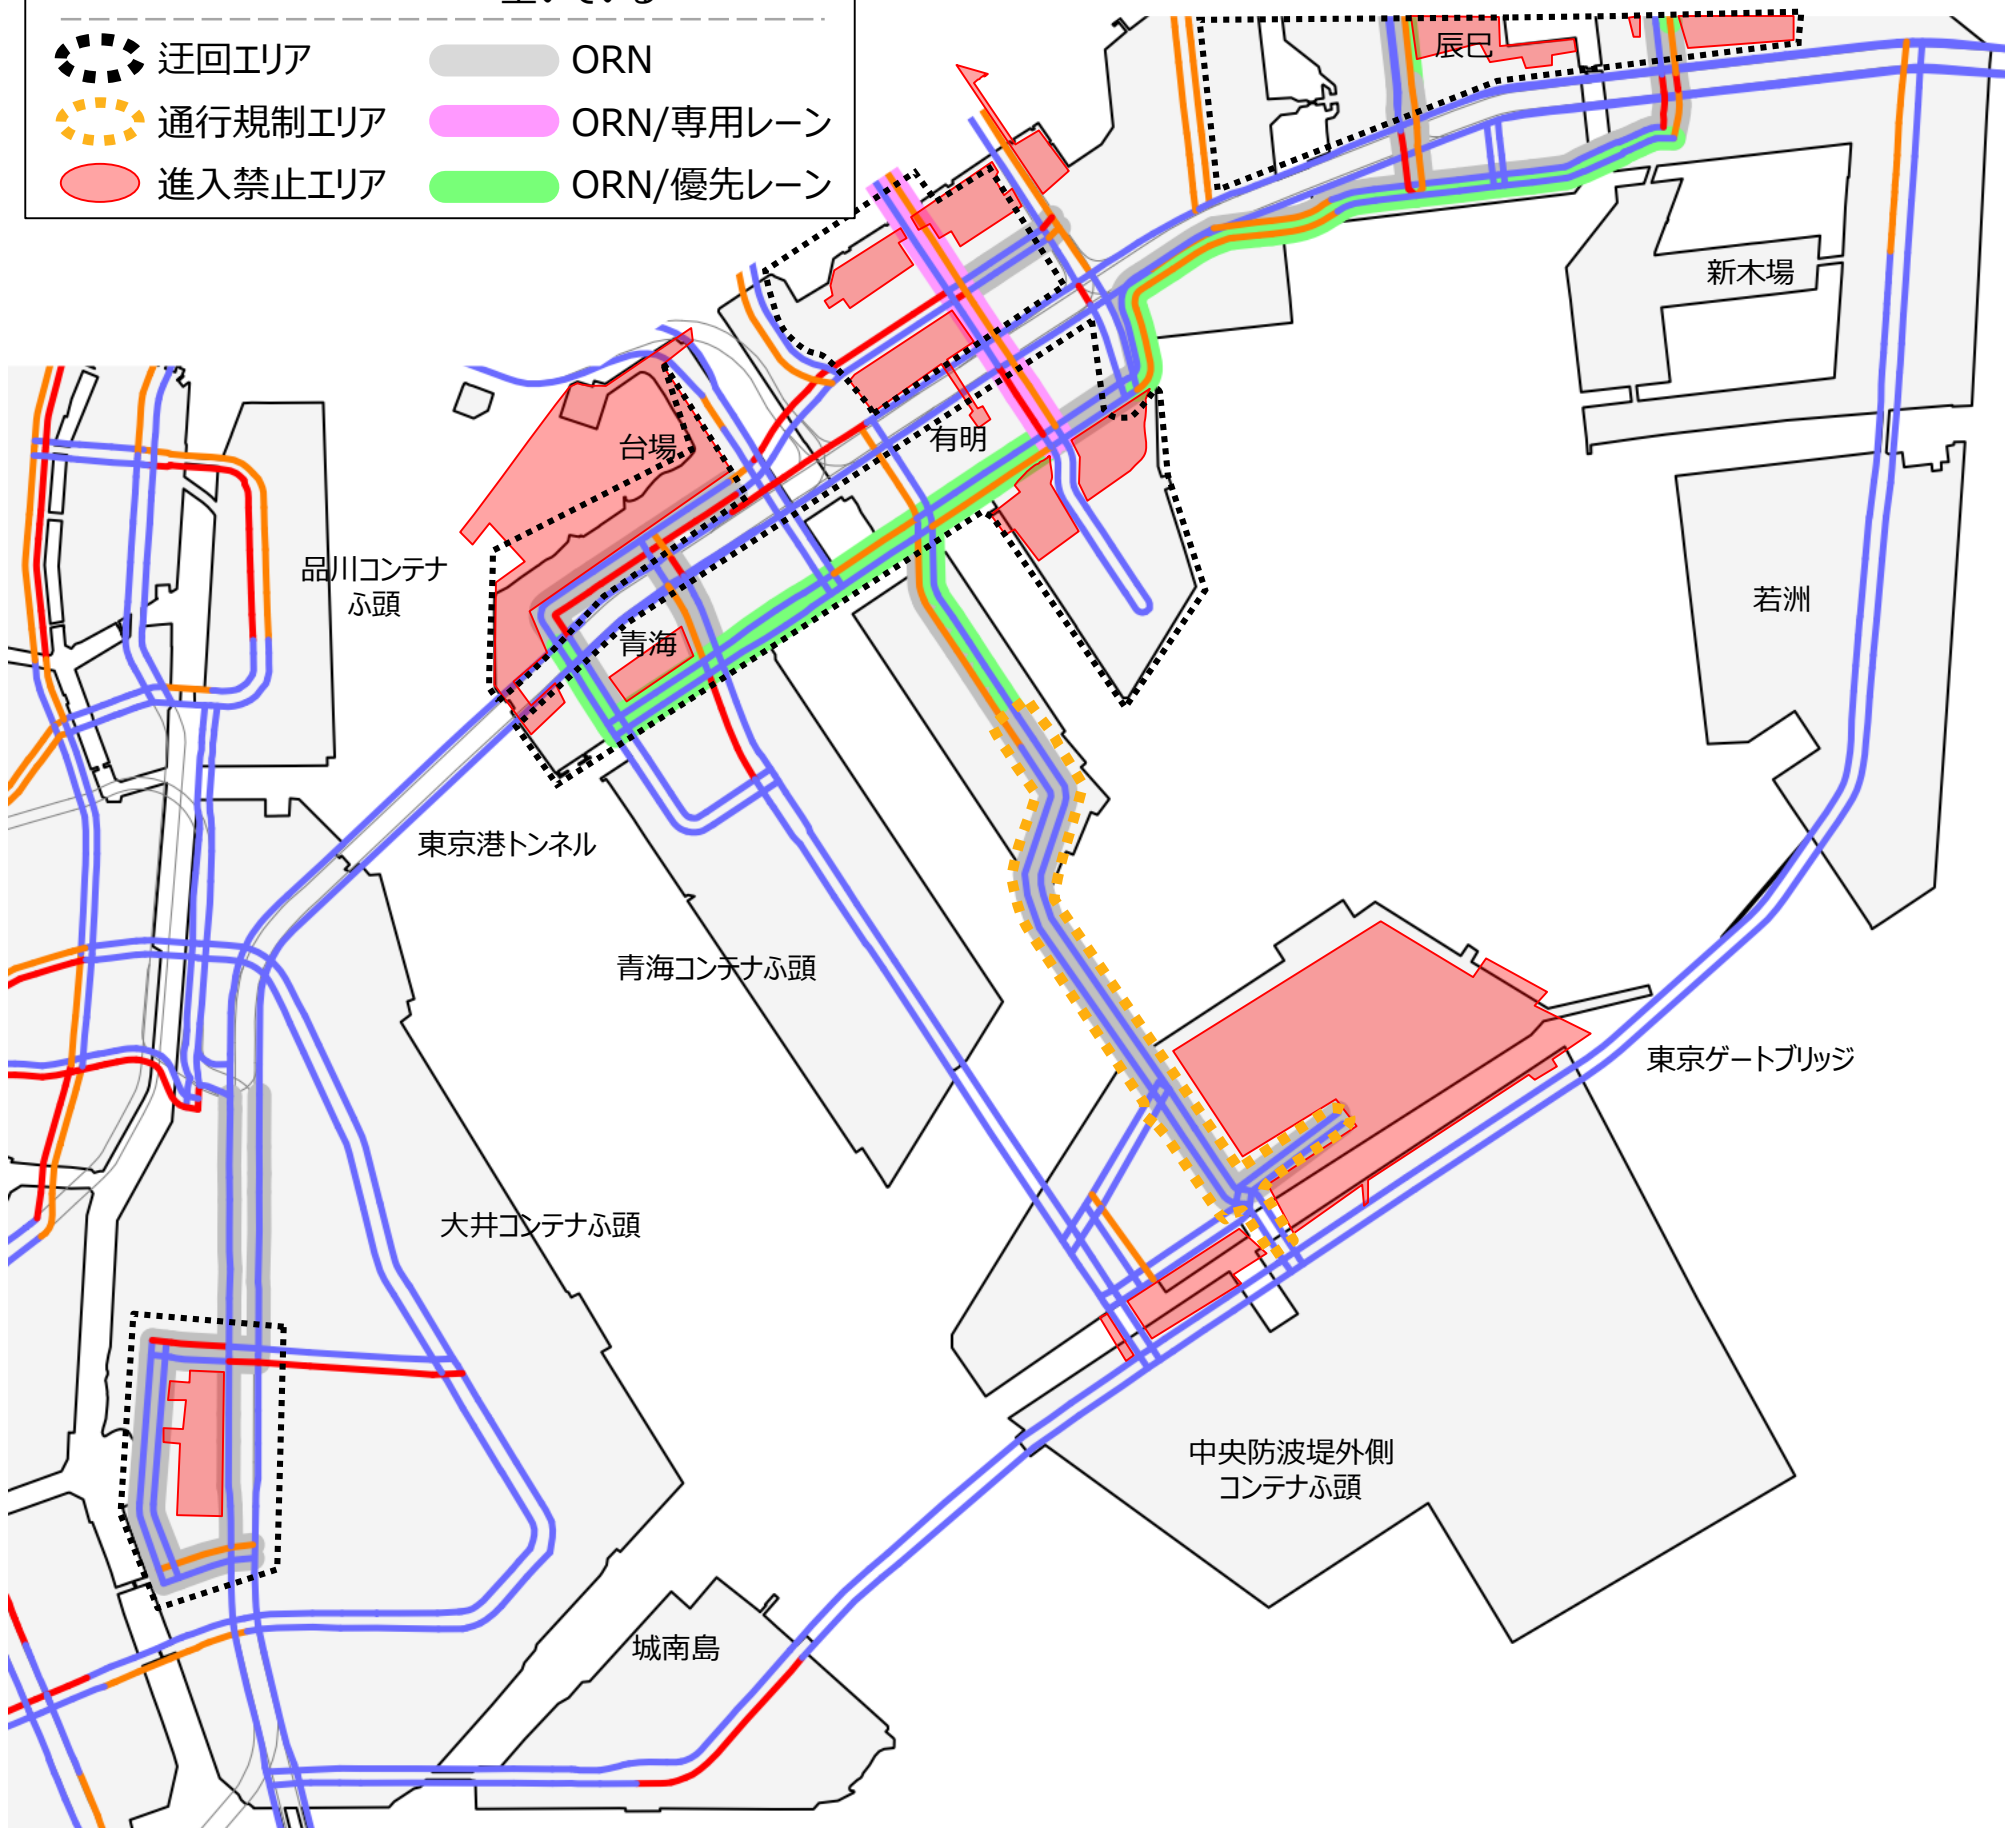 空いている
迂回エリア
ORN
通行規制エリア
ORN/専用レーン
進入禁止エリア
ORN/優先レーン
辰巳
新木場
台場
有明
品川コンテナ
ふ頭
若洲
青海
東京港トンネル
青海コンテナふ頭
東京ゲートブリッジ
大井コンテナふ頭
中央防波堤外側
コンテナふ頭
城南島